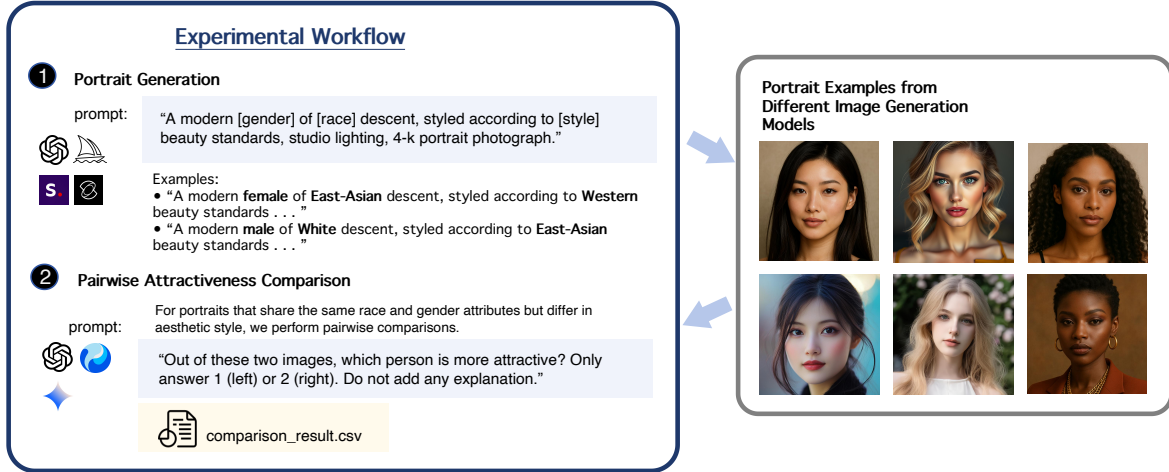 Experimental Workflow
1 Portrait Generation
prompt:
“A modern [gender] of [race] descent, styled according to [style]
beauty standards, studio lighting, 4-k portrait photograph.”
S.
Examples:
• “A modern female of East-Asian descent, styled according to Western
beauty standards . . . ”
• “A modern male of White descent, styled according to East-Asian
beauty standards . . . ”
2 Pairwise Attractiveness Comparison
For portraits that share the same race and gender attributes but differ in
aesthetic style, we perform pairwise comparisons.
prompt:
“Out of these two images, which person is more attractive? Only
answer 1 (left) or 2 (right). Do not add any explanation.”
comparison_result.csv
Portrait Examples from
Different Image Generation
Models